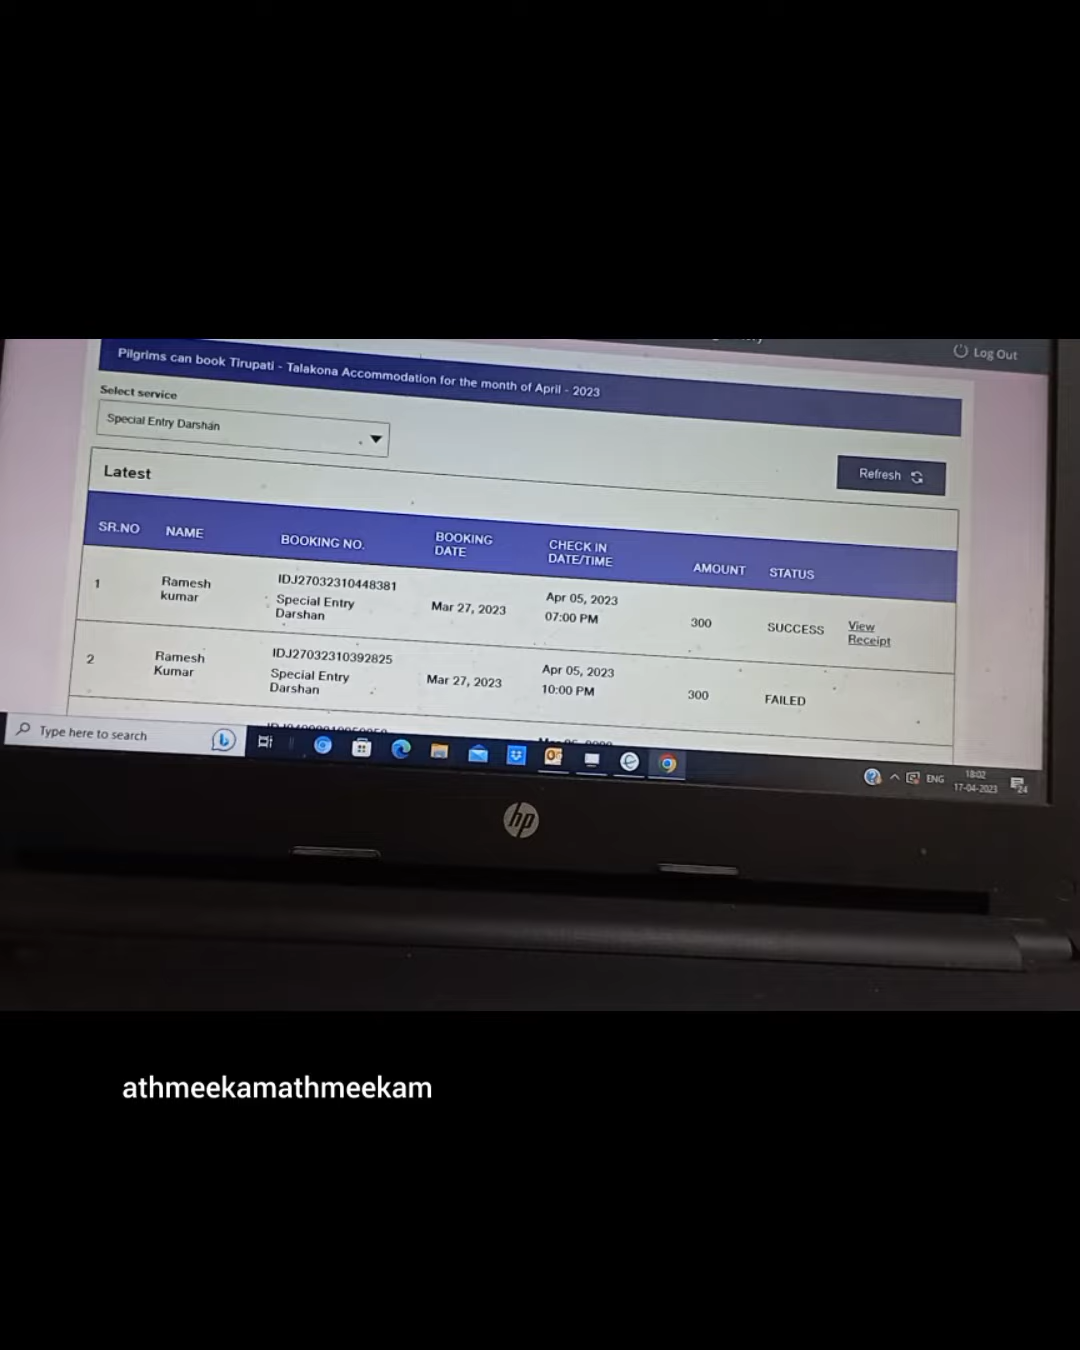 Log Out
Pilgrims can book Tirupati - Talakona Accommodation for the month of April - 2023
Select service
Special Entry Darshan
Refresh
Latest
SR.NO NAME BOOKING NO. BOOKING DATE CHECK IN DATE/TIME AMOUNT STATUS
1 Ramesh kumar IDJ27032310448381 Special Entry Darshan Mar 27, 2023 Apr 05, 2023 07:00 PM 300 SUCCESS View Receipt
2 Ramesh Kumar IDJ27032310392825 Special Entry Darshan Mar 27, 2023 Apr 05, 2023 10:00 PM 300 FAILED
Type here to search
ENG
18:02
17-04-2023
24
hp
athmeekamathmeekam